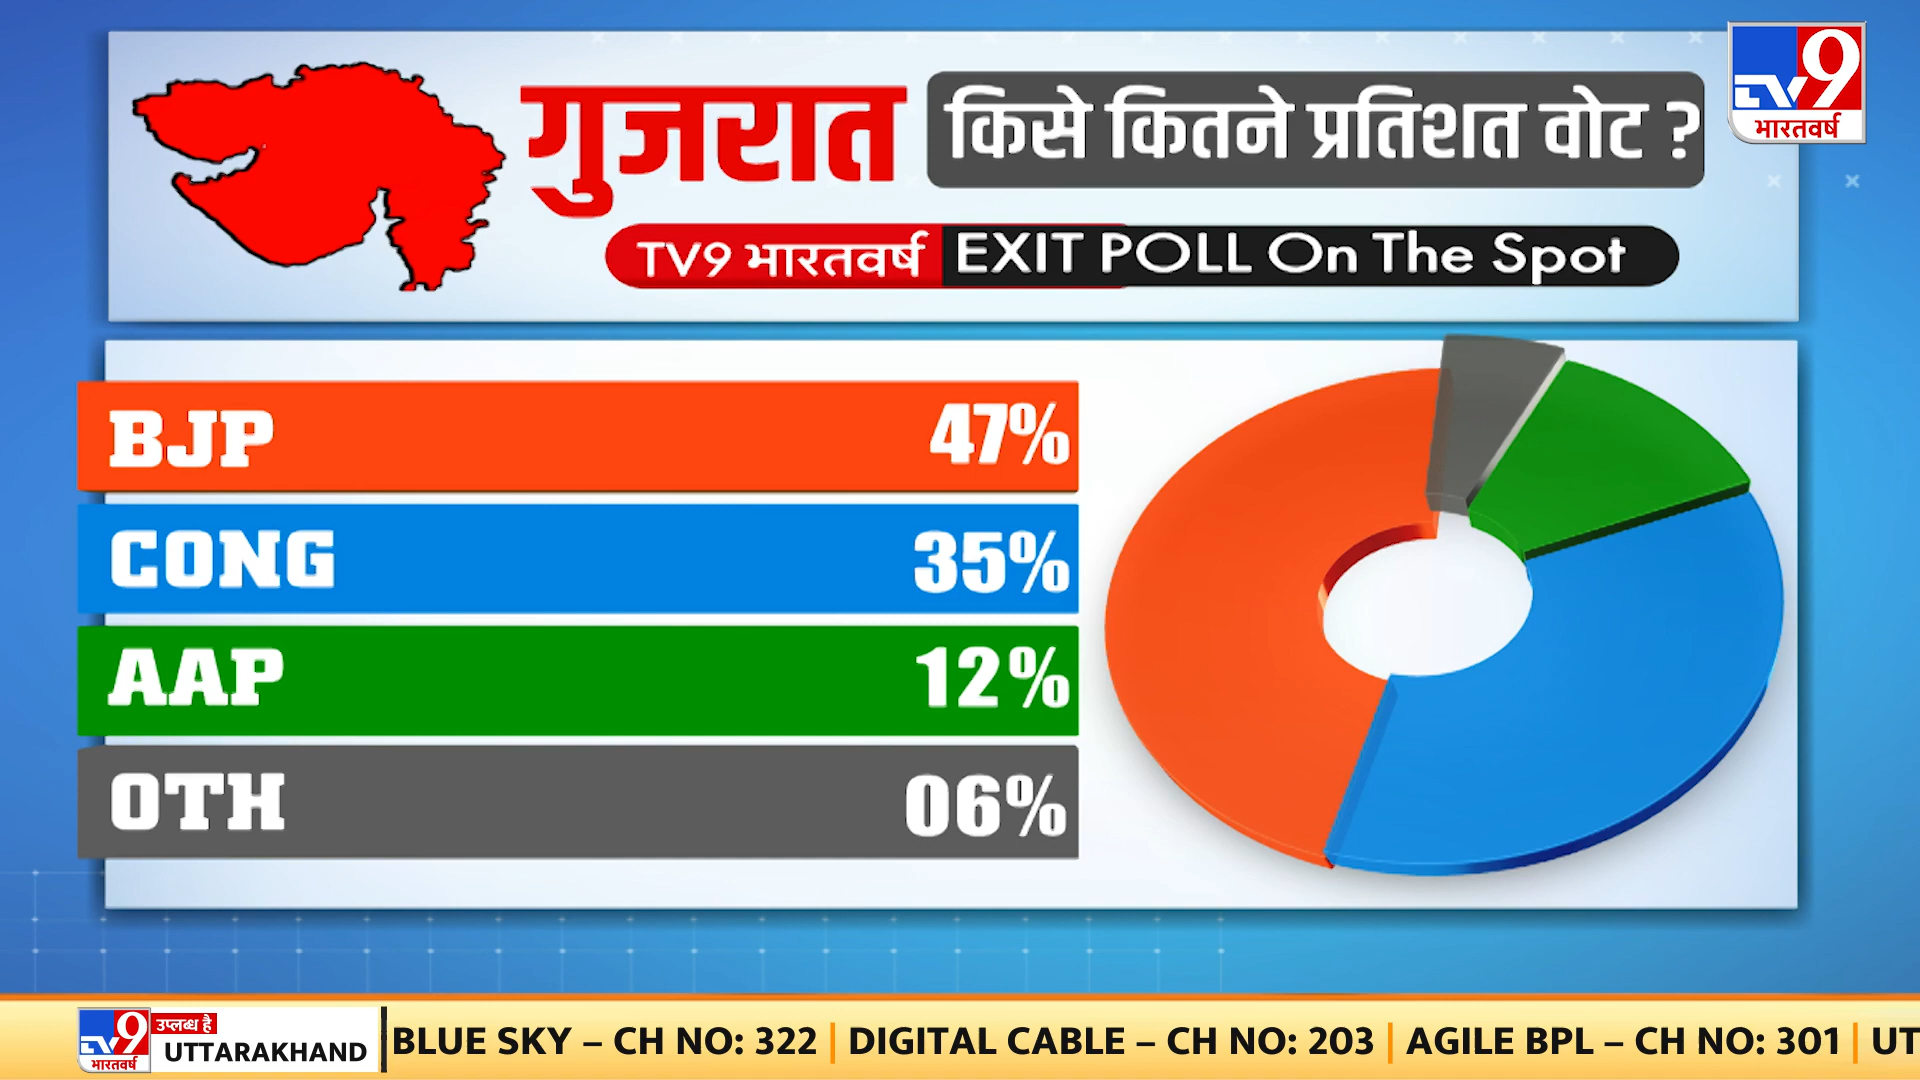 गुजरात किसे कितने प्रतिशत वोट ?
TV9 भारतवर्ष
TV9 भारतवर्ष EXIT POLL On The Spot
BJP 47%
CONG 35%
AAP 12%
OTH 06%
TV9 भारतवर्ष उपलब्ध है
UTTARAKHAND
BLUE SKY – CH NO: 322 | DIGITAL CABLE – CH NO: 203 | AGILE BPL – CH NO: 301 | UT